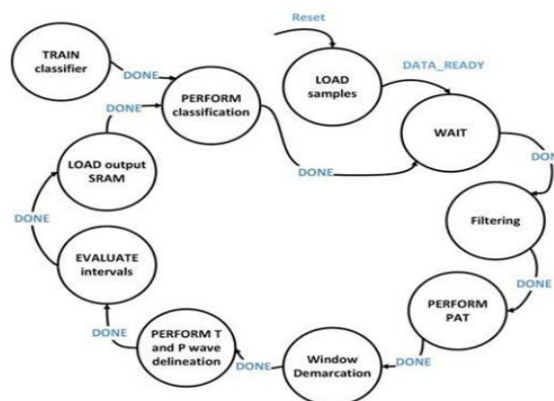 Reset
TRAIN
classifier
DONE
LOAD
samples
DATA_READY
DONE
PERFORM
classification
WAIT
LOAD output
SRAM
DONE
DON
DONE
Filtering
EVALUATE
intervals
DONE
PERFORM
PAT
DONE
PERFORM T
and P wave
delineation
DONE
Window
Demarcation
DONE